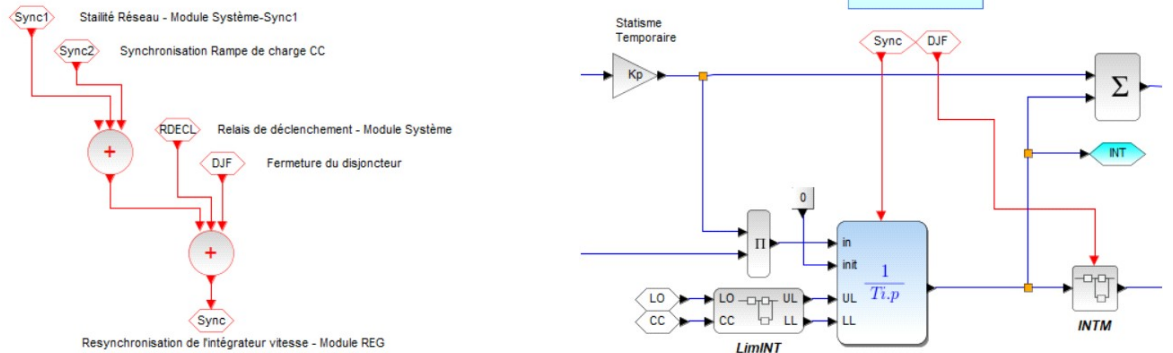 Sync1
Stailité Réseau - Module Système-Sync1
Sync2
Synchronisation Rampe de charge CC
RDECL
Relais de déclenchement - Module Système
DJF
Fermeture du disjoncteur
+
+
Sync
Resynchronisation de l'intégrateur vitesse - Module REG
Statisme
Temporaire
Kp
Sync
DJF
Σ
INT
0
Π
in
init
1
Ti.p
UL
LL
LO
CC
LO
CC
UL
LL
LimINT
INTM